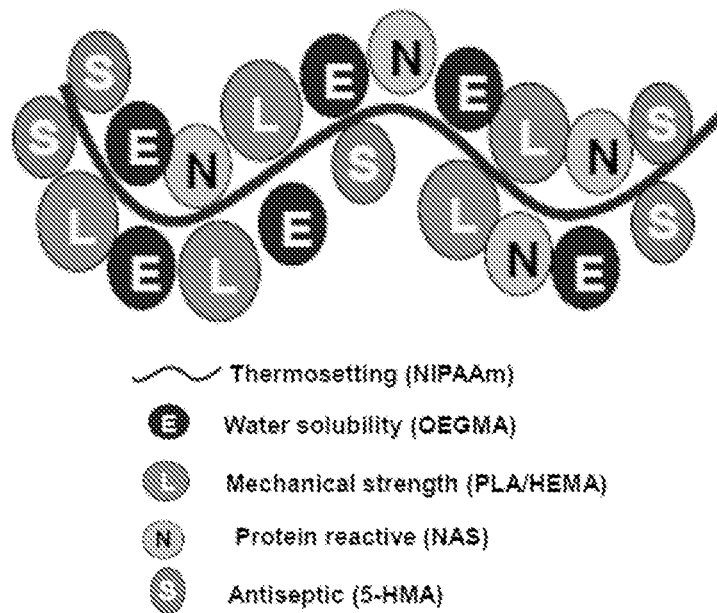 S S E N L E N E L N S
L E L E S L N E S
Thermosetting (NIPAAm)
E Water solubility (OEGMA)
L Mechanical strength (PLA/HEMA)
N Protein reactive (NAS)
S Antiseptic (5-HMA)